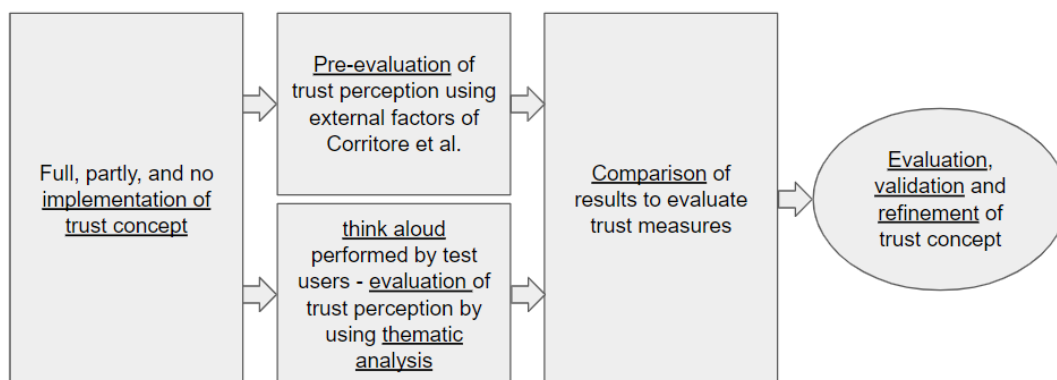 Full, partly, and no
implementation of
trust concept
Pre-evaluation of
trust perception using
external factors of
Corritore et al.
think aloud
performed by test
users - evaluation of
trust perception by
using thematic
analysis
Comparison of
results to evaluate
trust measures
Evaluation,
validation and
refinement of
trust concept